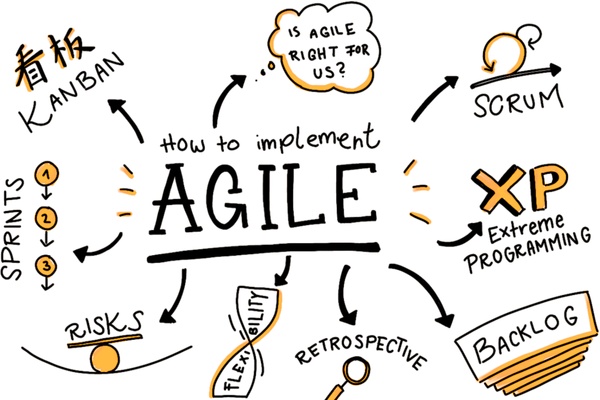 看板
KANBAN
IS AGILE
RIGHT FOR
US?
SCRUM
How to implement
AGILE
SPRINTS
1
2
3
XP
Extreme
PROGRAMMING
RISKS
FLEXIBILITY
RETROSPECTIVE
BACKLOG